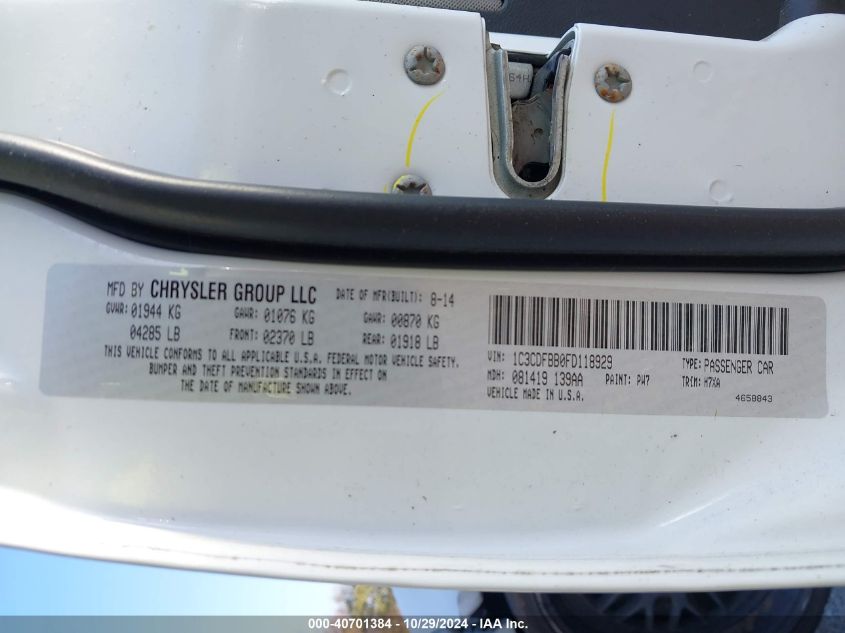 64H
MFD BY CHRYSLER GROUP LLC DATE OF MFR(BUILT): 8-14
GVWR: 01944 KG GAWR: 01076 KG GAWR: 00870 KG
04285 LB FRONT: 02370 LB REAR: 01918 LB
THIS VEHICLE CONFORMS TO ALL APPLICABLE U.S.A. FEDERAL MOTOR VEHICLE SAFETY,
BUMPER AND THEFT PREVENTION STANDARDS IN EFFECT ON
THE DATE OF MANUFACTURE SHOWN ABOVE.
VIN: 1C3CDFBB0FD118929 TYPE: PASSENGER CAR
MDH: 081419 139AA PAINT: PW7 TRIM: H7XA
VEHICLE MADE IN U.S.A. 4658843
000-40701384 - 10/29/2024 - IAA Inc.